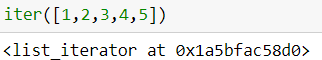 iter([1,2,3,4,5])
<list_iterator at 0x1a5bfac58d0>